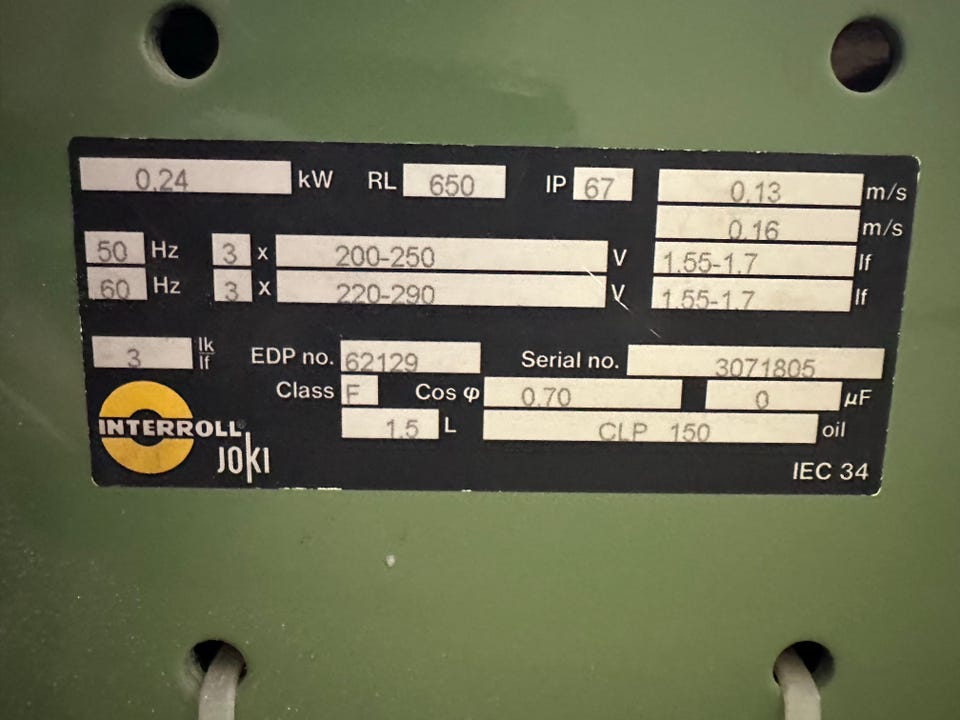 0.24 kW RL 650 IP 67 0.13 m/s
0.16 m/s
50 Hz 3 x 200-250 V 1.55-1.7 If
60 Hz 3 x 220-290 V 1.55-1.7 If
3 Ik/If EDP no. 62129 Serial no. 3071805
Class F Cos φ 0.70 0 µF
1.5 L CLP 150 oil
INTERROLL®
JOKI
IEC 34